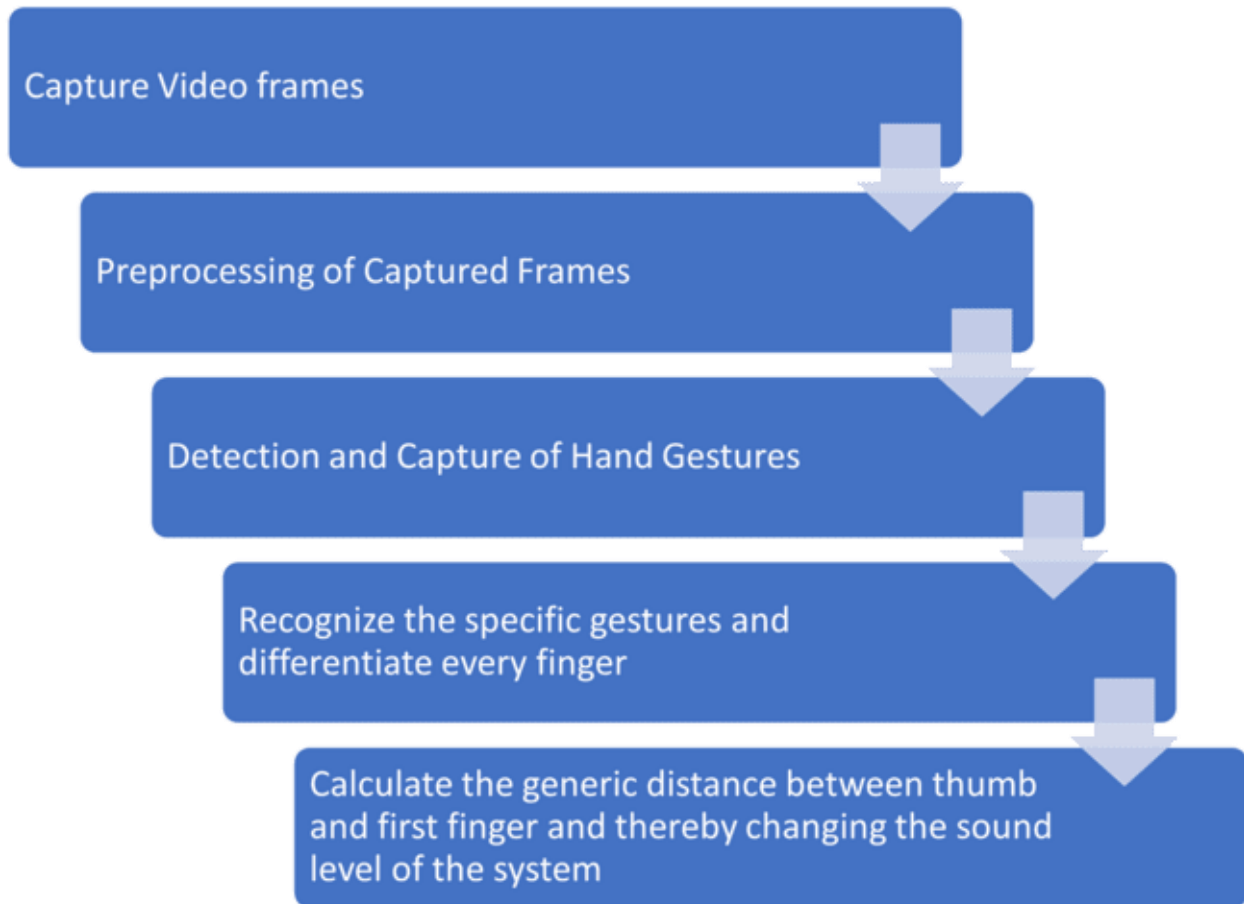 Capture Video frames
Preprocessing of Captured Frames
Detection and Capture of Hand Gestures
Recognize the specific gestures and
differentiate every finger
Calculate the generic distance between thumb
and first finger and thereby changing the sound
level of the system